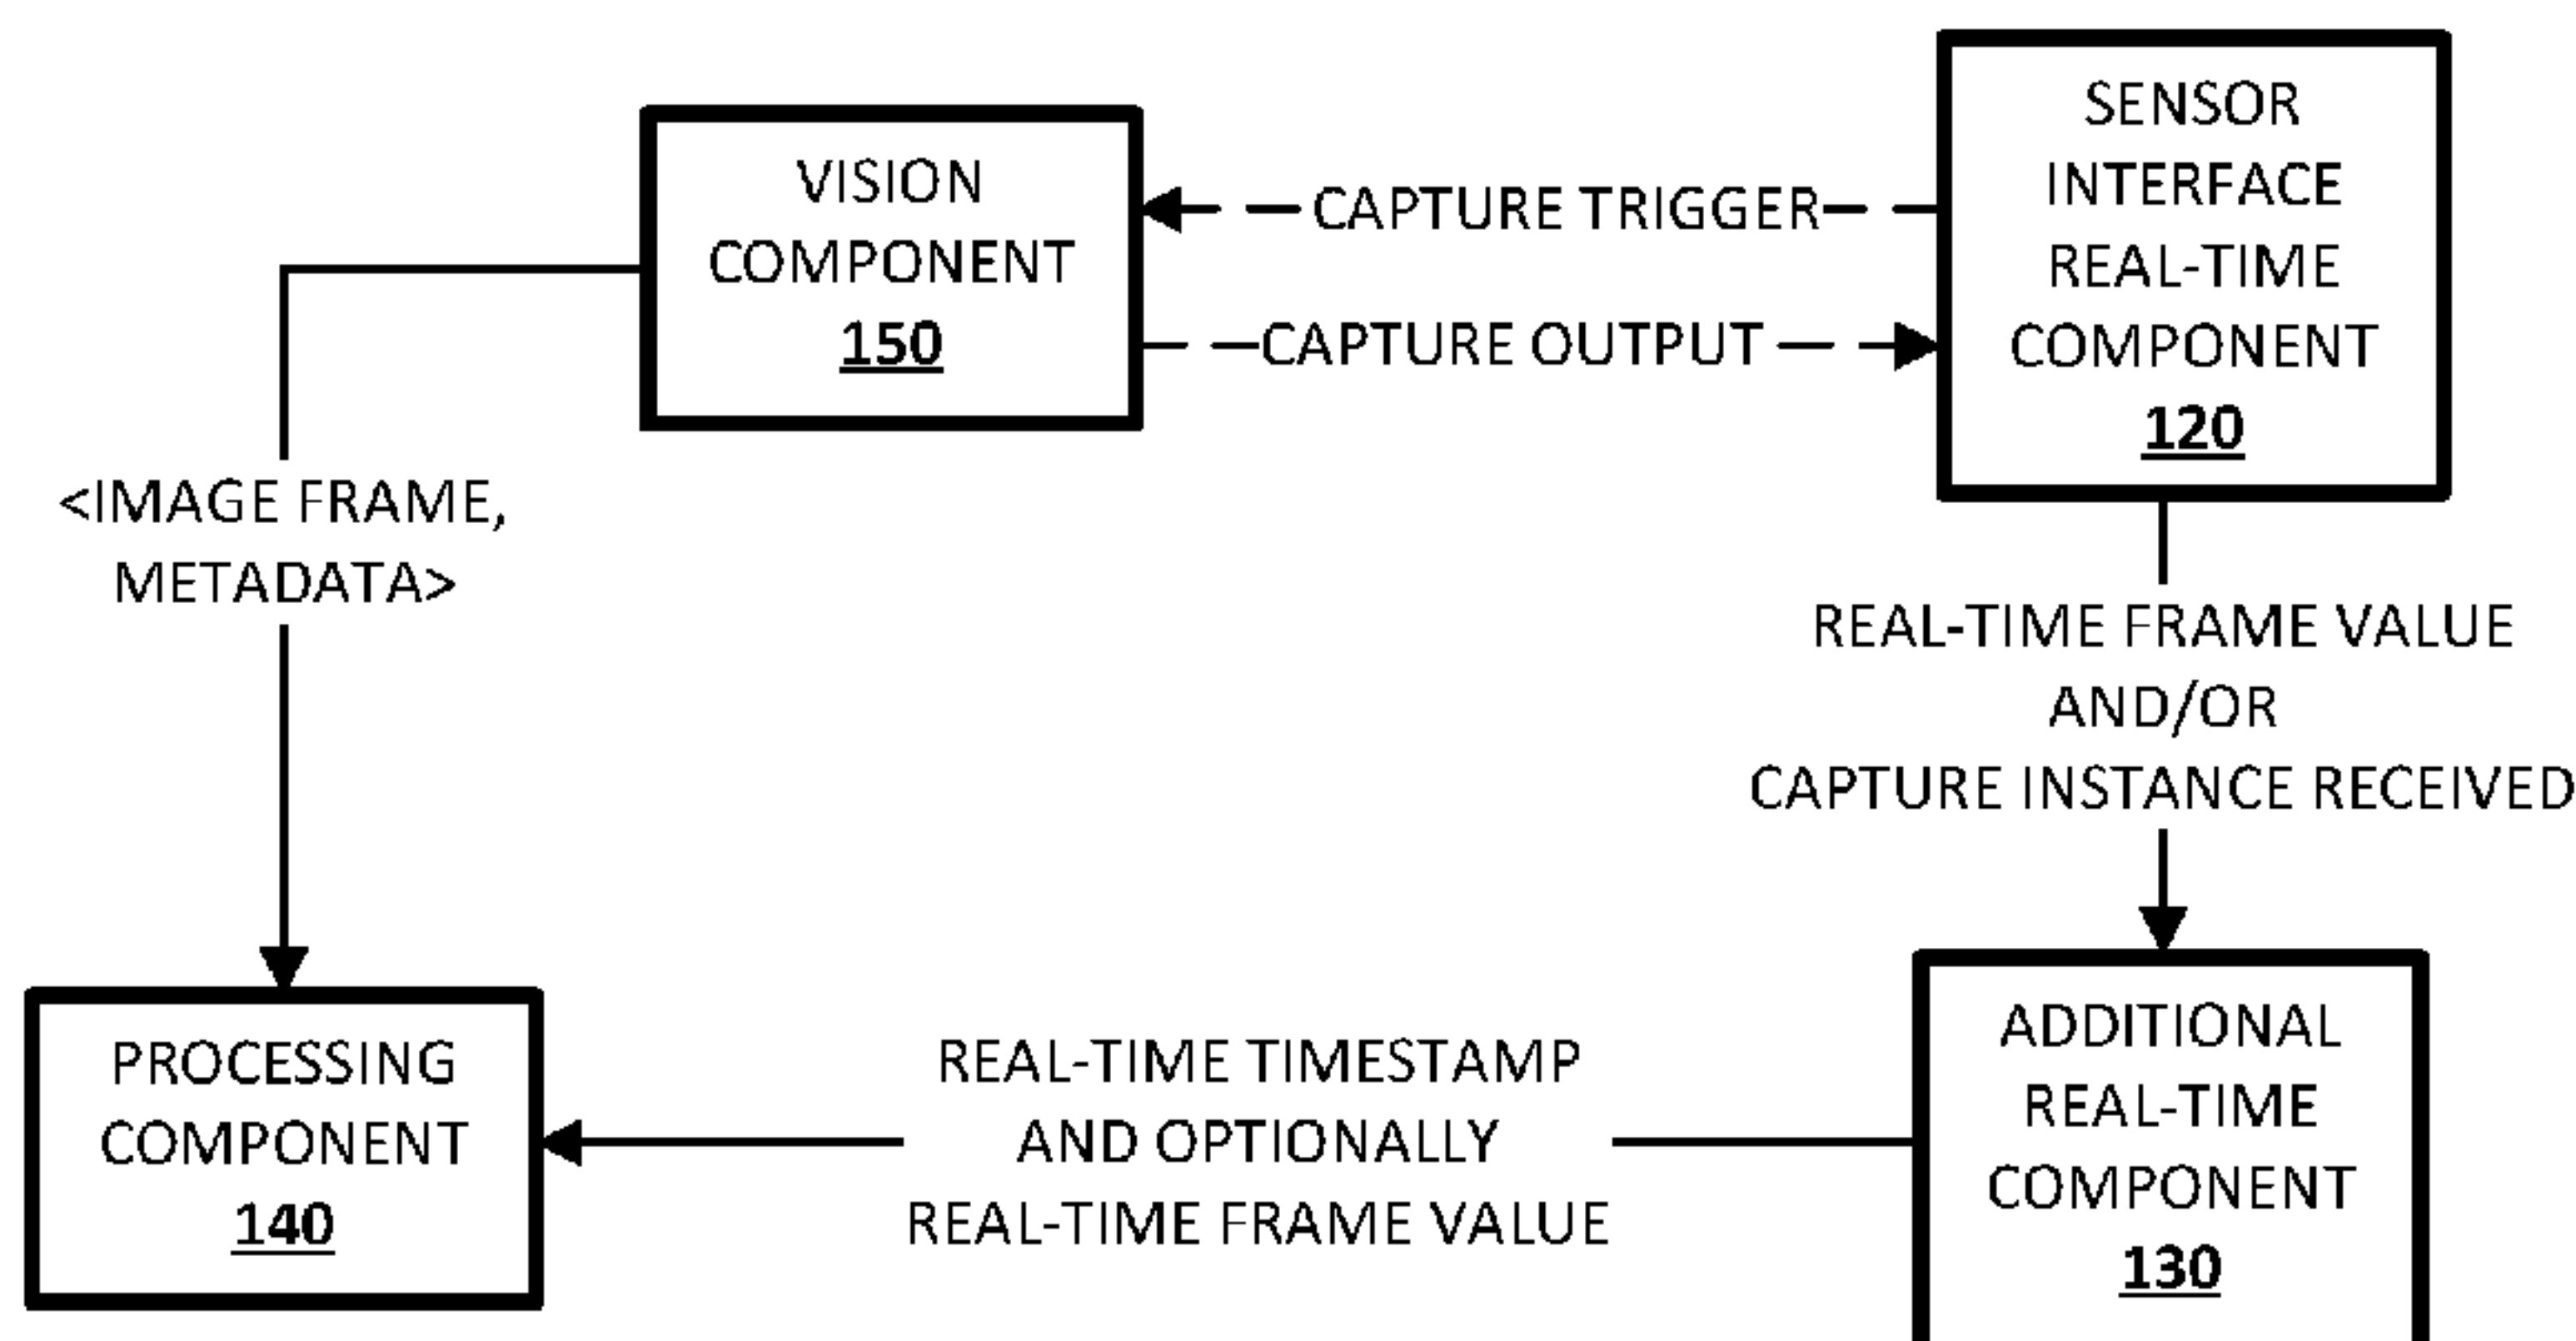 VISION
COMPONENT
150
CAPTURE TRIGGER
CAPTURE OUTPUT
SENSOR
INTERFACE
REAL-TIME
COMPONENT
120
<IMAGE FRAME,
METADATA>
REAL-TIME FRAME VALUE
AND/OR
CAPTURE INSTANCE RECEIVED
PROCESSING
COMPONENT
140
REAL-TIME TIMESTAMP
AND OPTIONALLY
REAL-TIME FRAME VALUE
ADDITIONAL
REAL-TIME
COMPONENT
130